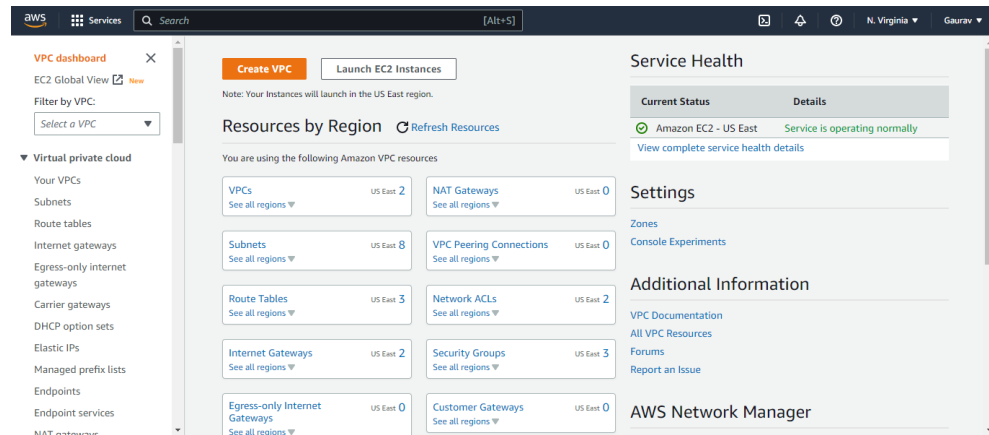 aws Services Search [Alt+S] N. Virginia Gaurav
VPC dashboard
EC2 Global View New
Filter by VPC:
Select a VPC
Virtual private cloud
Your VPCs
Subnets
Route tables
Internet gateways
Egress-only internet
gateways
Carrier gateways
DHCP option sets
Elastic IPs
Managed prefix lists
Endpoints
Endpoint services
NAT gateways
Create VPC Launch EC2 Instances
Note: Your Instances will launch in the US East region.
Resources by Region Refresh Resources
You are using the following Amazon VPC resources
VPCs US East 2
See all regions
NAT Gateways US East 0
See all regions
Subnets US East 8
See all regions
VPC Peering Connections US East 0
See all regions
Route Tables US East 3
See all regions
Network ACLs US East 2
See all regions
Internet Gateways US East 2
See all regions
Security Groups US East 3
See all regions
Egress-only Internet US East 0
Gateways
See all regions
Customer Gateways US East 0
See all regions
Service Health
Current Status Details
Amazon EC2 - US East Service is operating normally
View complete service health details
Settings
Zones
Console Experiments
Additional Information
VPC Documentation
All VPC Resources
Forums
Report an Issue
AWS Network Manager